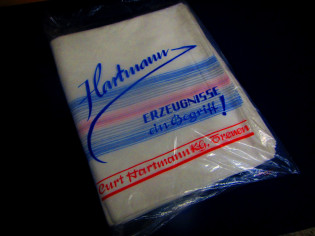 Hartmann
ERZEUGNISSE
ein Begriff!
Curt Hartmann KG, Bremen